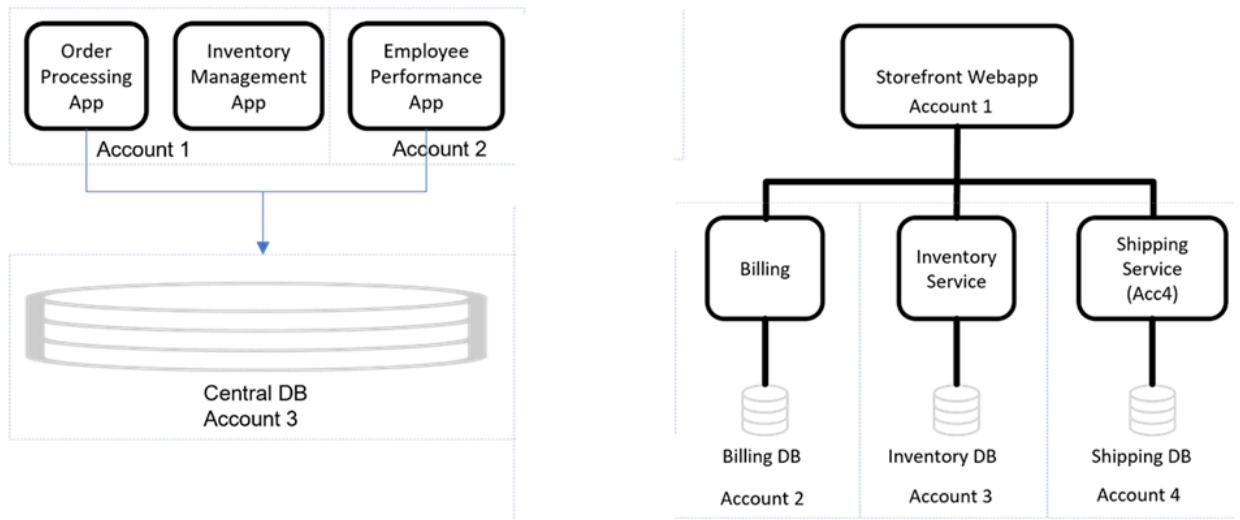 Order
Processing
App
Inventory
Management
App
Employee
Performance
App
Account 1
Account 2
Central DB
Account 3
Storefront Webapp
Account 1
Billing
Inventory
Service
Shipping
Service
(Acc4)
Billing DB
Inventory DB
Shipping DB
Account 2
Account 3
Account 4